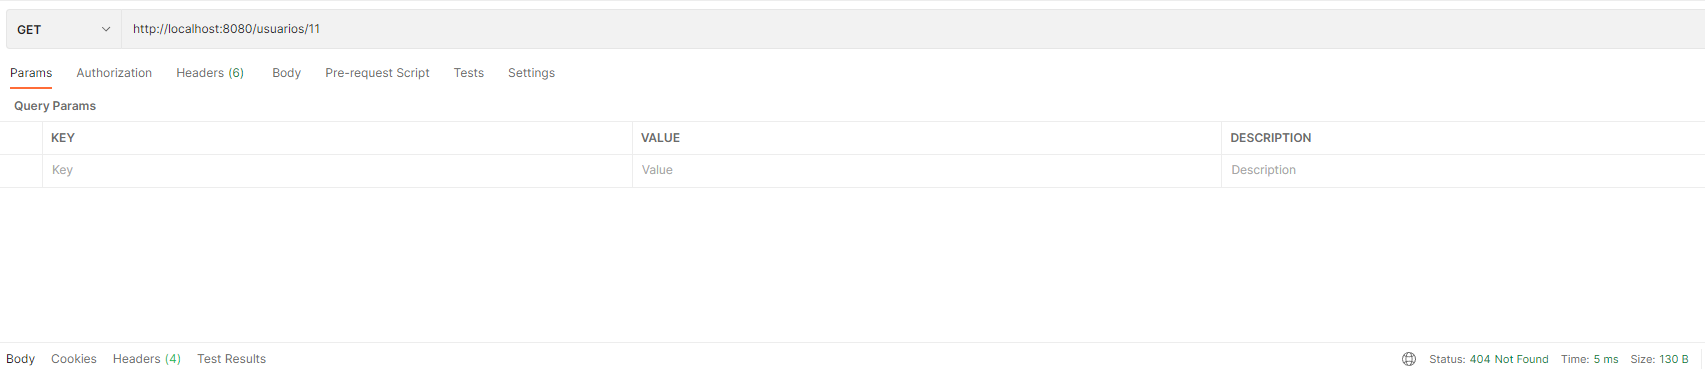 GET http://localhost:8080/usuarios/11
Params Authorization Headers (6) Body Pre-request Script Tests Settings
Query Params
KEY VALUE DESCRIPTION
Key Value Description
Body Cookies Headers (4) Test Results Status: 404 Not Found Time: 5 ms Size: 130 B